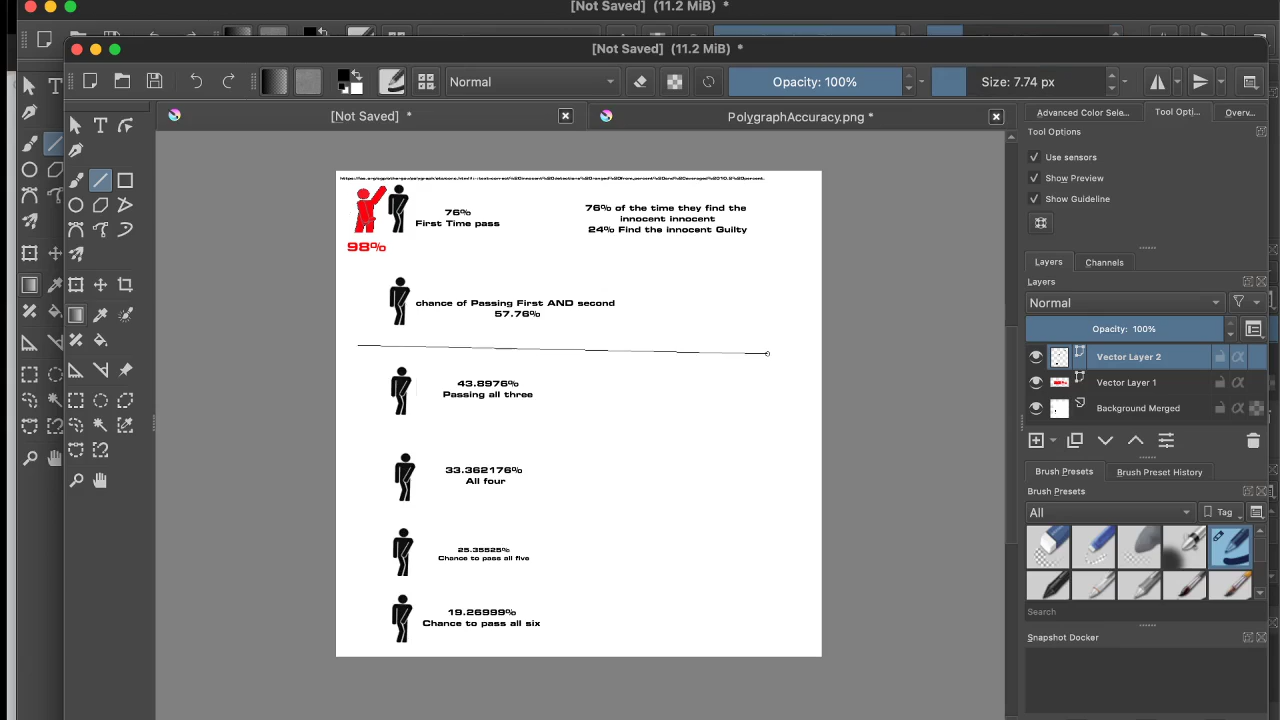 [Not Saved] (11.2 MiB) *
[Not Saved] (11.2 MiB) *
Normal
Opacity: 100%
Size: 7.74 px
[Not Saved] *
PolygraphAccuracy.png *
Advanced Color Sele...
Tool Opti...
Overv...
Tool Options
Use sensors
Show Preview
Show Guideline
76%
First Time pass
98%
76% of the time they find the
innocent innocent
24% Find the innocent Guilty
chance of Passing First AND second
57.76%
43.8976%
Passing all three
33.362176%
All four
25.35525%
Chance to pass all five
19.26999%
Chance to pass all six
Layers
Channels
Layers
Normal
Opacity: 100%
Vector Layer 2
Vector Layer 1
Background Merged
Brush Presets
Brush Preset History
Brush Presets
All
Tag
Search
Snapshot Docker